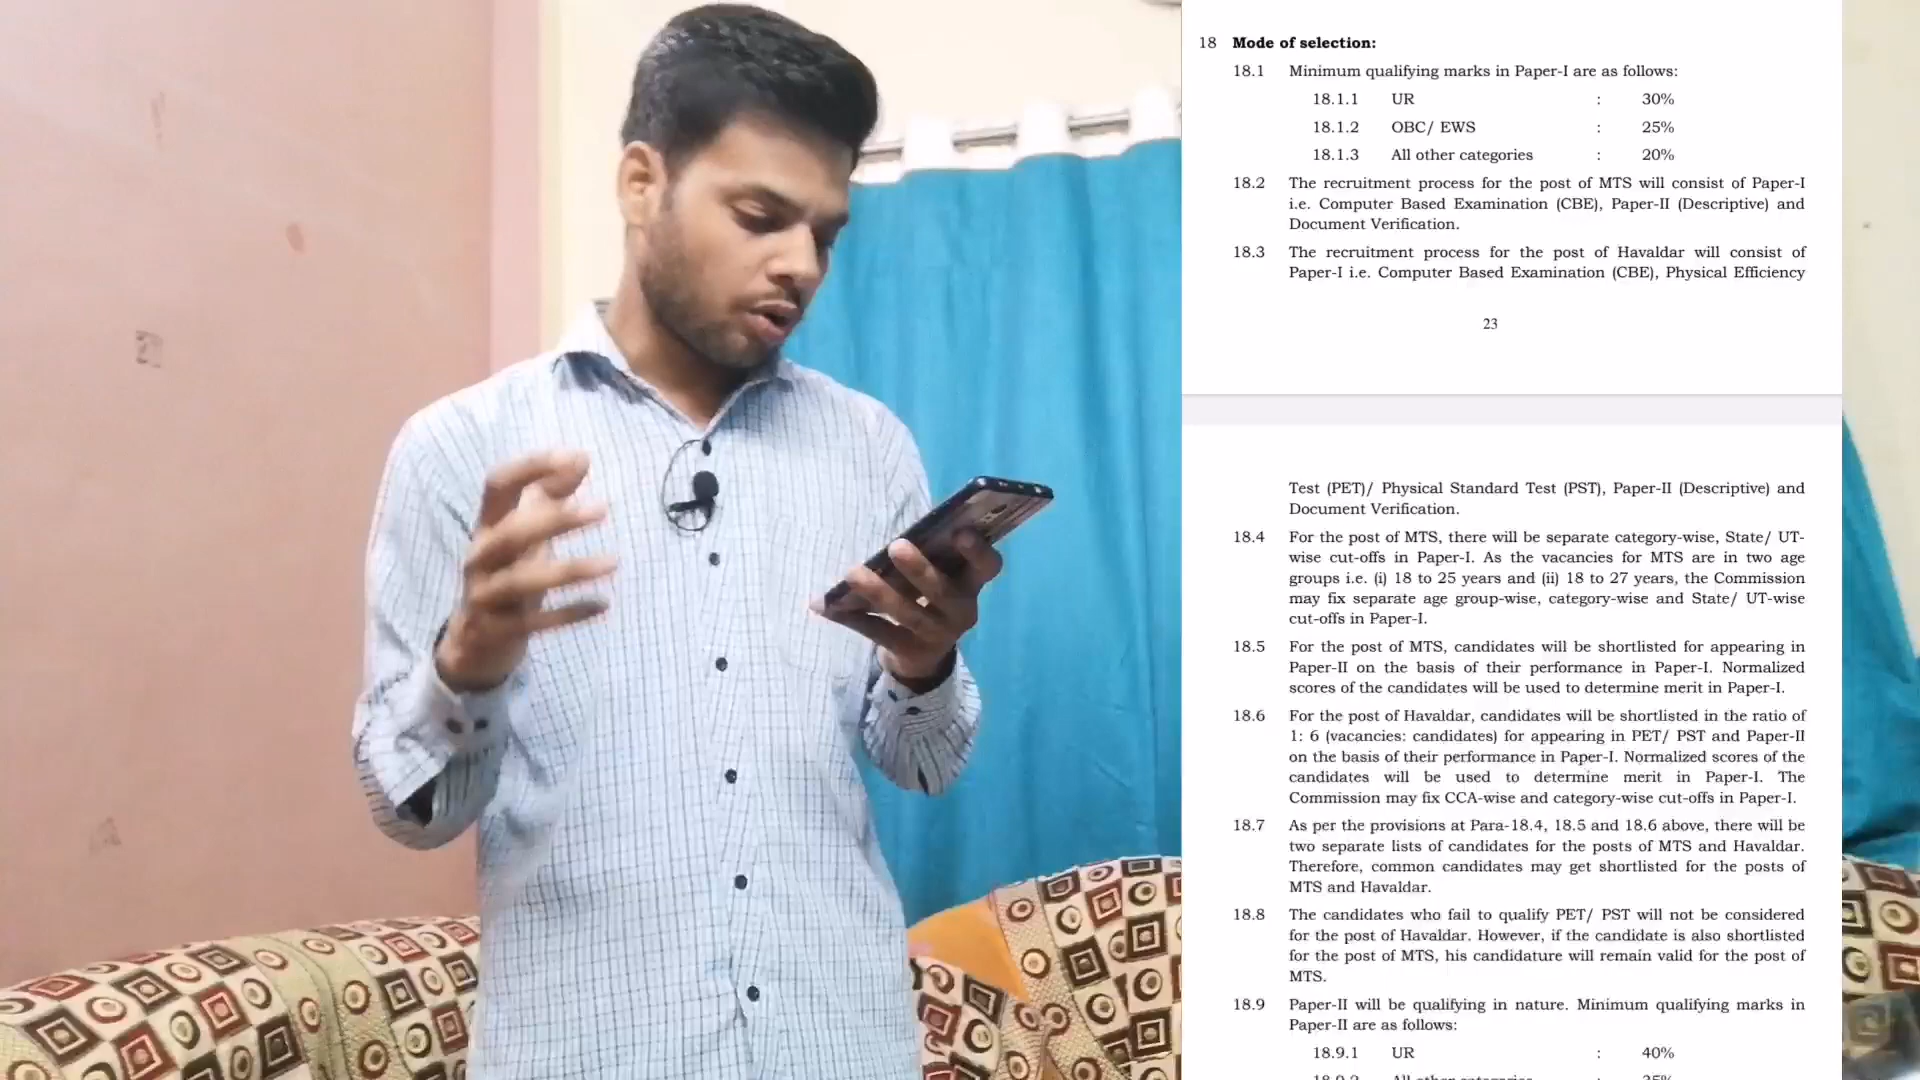 18 Mode of selection:
18.1 Minimum qualifying marks in Paper-I are as follows:
18.1.1 UR : 30%
18.1.2 OBC/ EWS : 25%
18.1.3 All other categories : 20%
18.2 The recruitment process for the post of MTS will consist of Paper-I
i.e. Computer Based Examination (CBE), Paper-II (Descriptive) and
Document Verification.
18.3 The recruitment process for the post of Havaldar will consist of
Paper-I i.e. Computer Based Examination (CBE), Physical Efficiency
23
Test (PET)/ Physical Standard Test (PST), Paper-II (Descriptive) and
Document Verification.
18.4 For the post of MTS, there will be separate category-wise, State/ UT-
wise cut-offs in Paper-I. As the vacancies for MTS are in two age
groups i.e. (i) 18 to 25 years and (ii) 18 to 27 years, the Commission
may fix separate age group-wise, category-wise and State/ UT-wise
cut-offs in Paper-I.
18.5 For the post of MTS, candidates will be shortlisted for appearing in
Paper-II on the basis of their performance in Paper-I. Normalized
scores of the candidates will be used to determine merit in Paper-I.
18.6 For the post of Havaldar, candidates will be shortlisted in the ratio of
1: 6 (vacancies: candidates) for appearing in PET/ PST and Paper-II
on the basis of their performance in Paper-I. Normalized scores of the
candidates will be used to determine merit in Paper-I. The
Commission may fix CCA-wise and category-wise cut-offs in Paper-I.
18.7 As per the provisions at Para-18.4, 18.5 and 18.6 above, there will be
two separate lists of candidates for the posts of MTS and Havaldar.
Therefore, common candidates may get shortlisted for the posts of
MTS and Havaldar.
18.8 The candidates who fail to qualify PET/ PST will not be considered
for the post of Havaldar. However, if the candidate is also shortlisted
for the post of MTS, his candidature will remain valid for the post of
MTS.
18.9 Paper-II will be qualifying in nature. Minimum qualifying marks in
Paper-II are as follows:
18.9.1 UR : 40%
18.9.2 All other categories : 35%